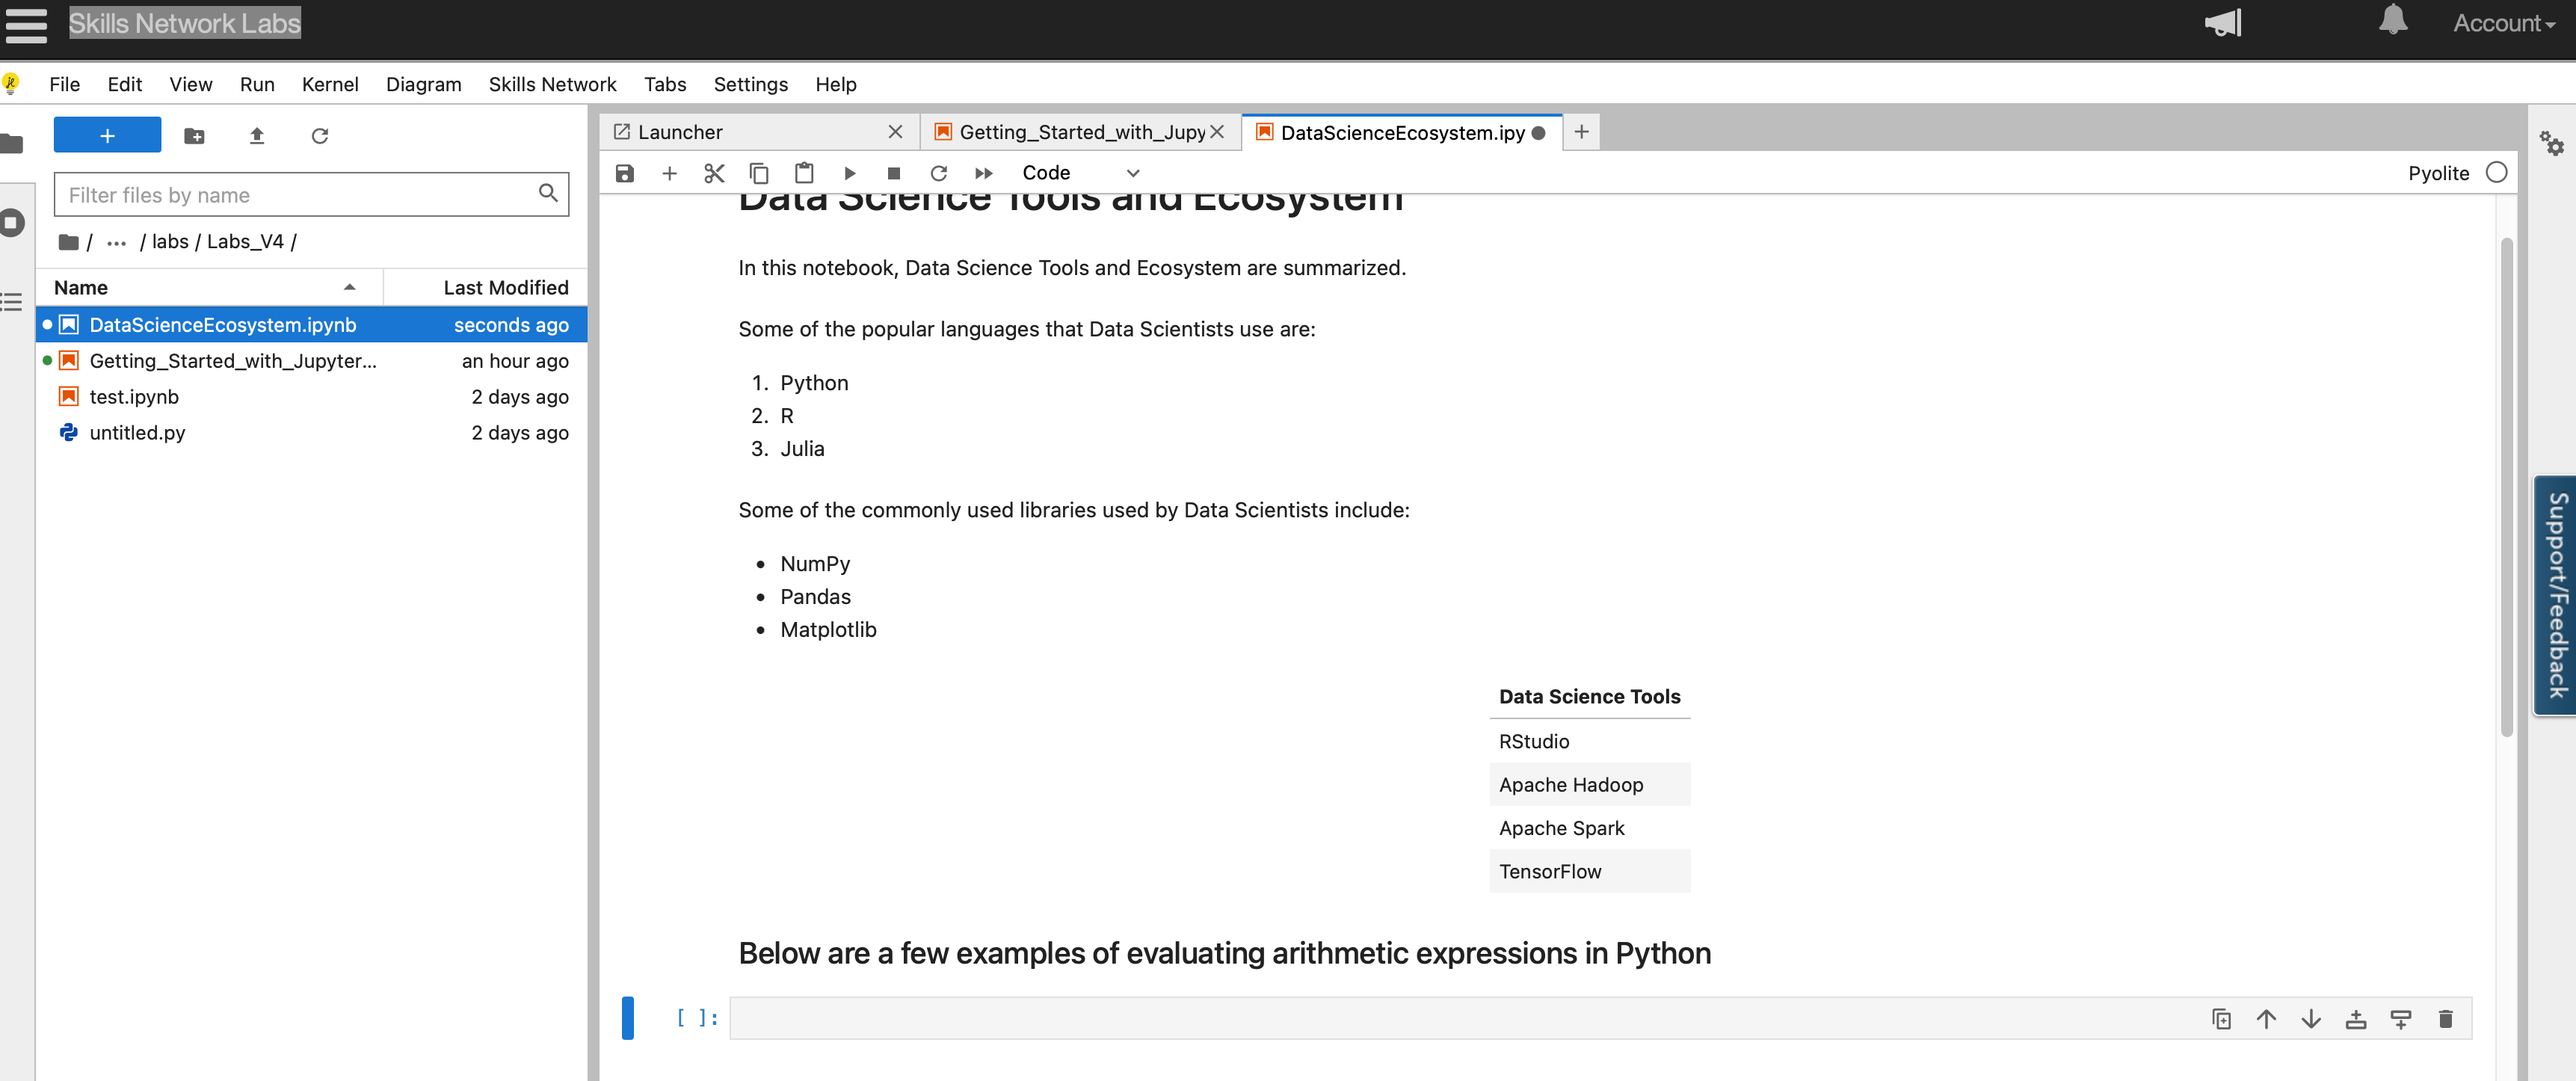 Skills Network Labs
Account
File Edit View Run Kernel Diagram Skills Network Tabs Settings Help
+
Filter files by name
/ ... / labs / Labs_V4 /
Name Last Modified
DataScienceEcosystem.ipynb seconds ago
Getting_Started_with_Jupyter... an hour ago
test.ipynb 2 days ago
untitled.py 2 days ago
Launcher
Getting_Started_with_Jupy
DataScienceEcosystem.ipy
Code
Pyolite
Data Science Tools and Ecosystem
In this notebook, Data Science Tools and Ecosystem are summarized.
Some of the popular languages that Data Scientists use are:
1. Python
2. R
3. Julia
Some of the commonly used libraries used by Data Scientists include:
• NumPy
• Pandas
• Matplotlib
Data Science Tools
RStudio
Apache Hadoop
Apache Spark
TensorFlow
Below are a few examples of evaluating arithmetic expressions in Python
[ ]:
Support/Feedback